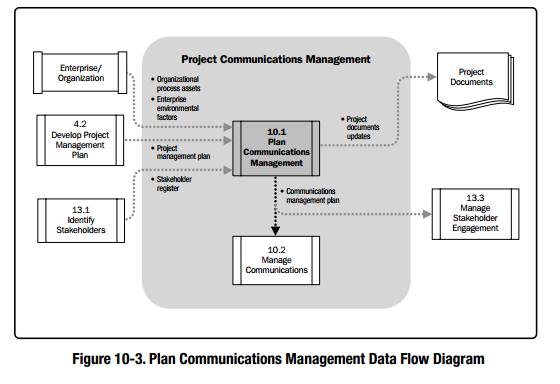 Project Communications Management
Enterprise/
Organization
• Organizational
process assets
• Enterprise
environmental
factors
4.2
Develop Project
Management
Plan
• Project
management plan
13.1
Identify
Stakeholders
• Stakeholder
register
10.1
Plan
Communications
Management
• Project
documents
updates
Project
Documents
• Communications
management plan
10.2
Manage
Communications
13.3
Manage
Stakeholder
Engagement
Figure 10-3. Plan Communications Management Data Flow Diagram